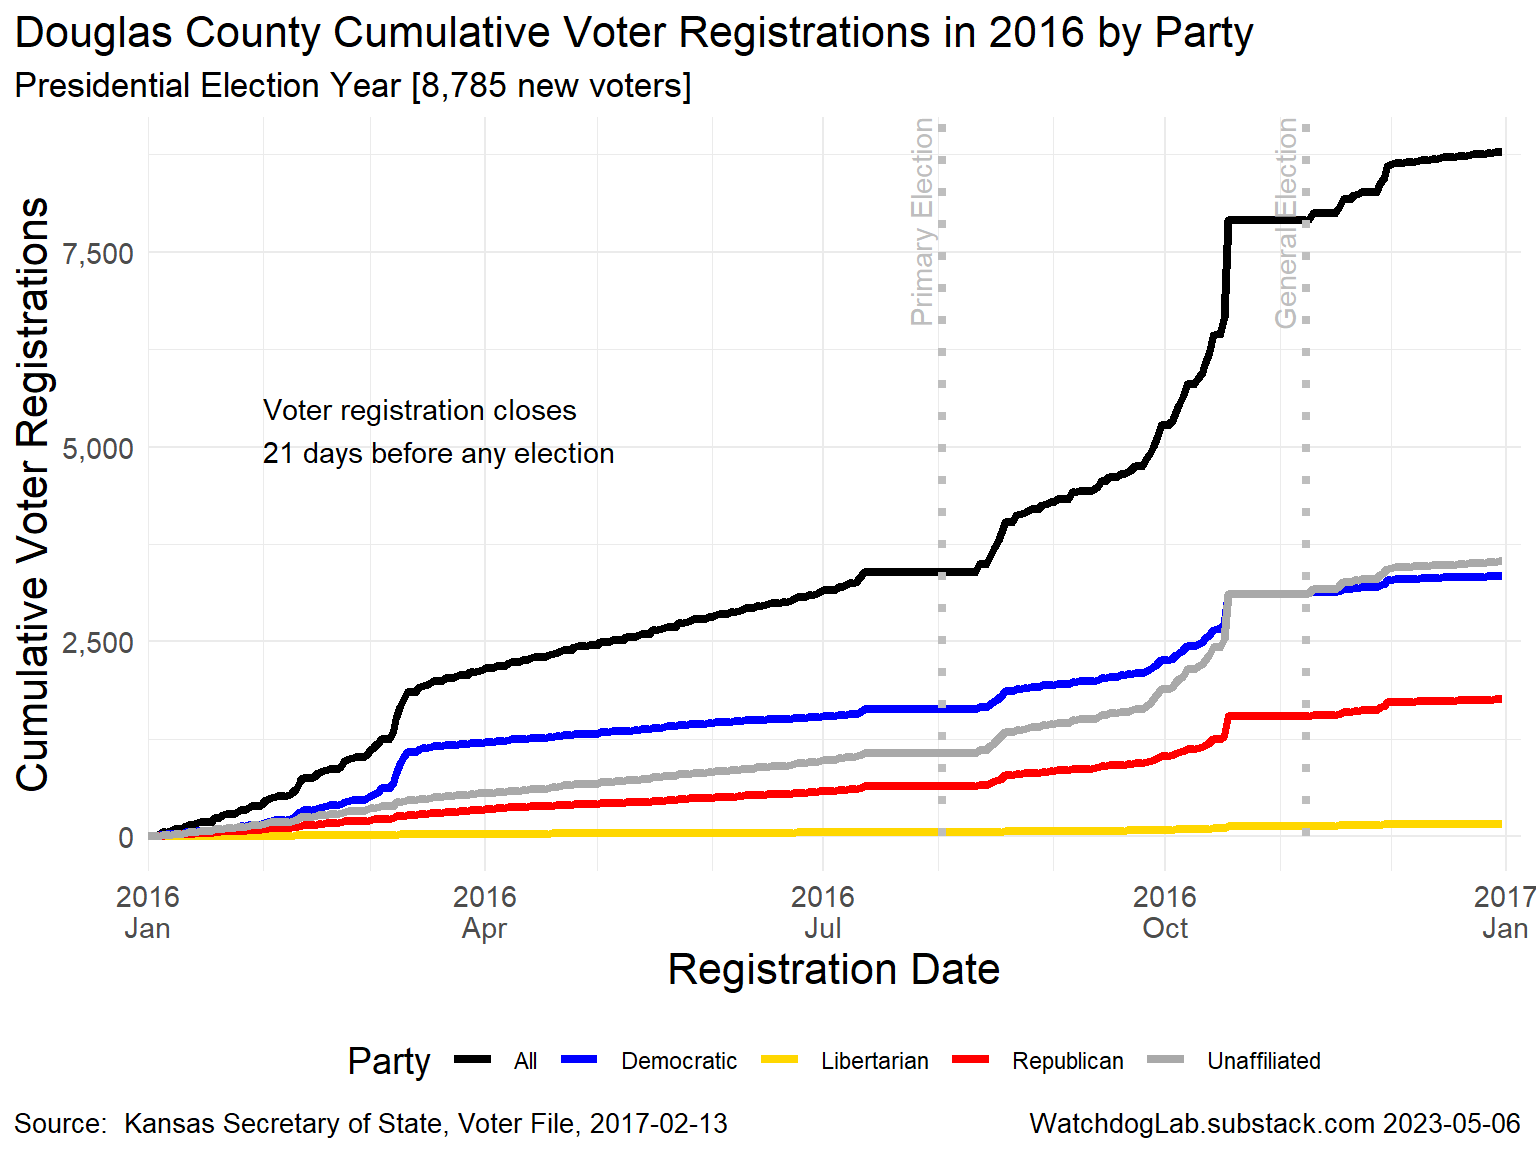 Douglas County Cumulative Voter Registrations in 2016 by Party
Presidential Election Year [8,785 new voters]
Cumulative Voter Registrations
7,500
5,000
2,500
0
Primary Election
General Election
Voter registration closes
21 days before any election
2016
Jan
2016
Apr
2016
Jul
2016
Oct
2017
Jan
Registration Date
Party
All
Democratic
Libertarian
Republican
Unaffiliated
Source:  Kansas Secretary of State, Voter File, 2017-02-13
WatchdogLab.substack.com 2023-05-06